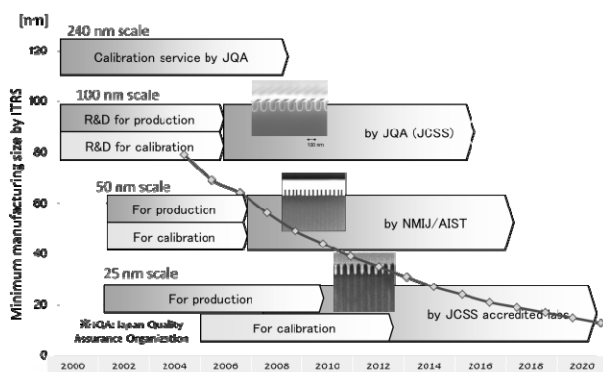 [nm]
240 nm scale
120
Calibration service by JQA
100
100 nm scale
R&D for production
R&D for calibration
by JQA (JCSS)
100 nm
80
Minimum manufacturing size by ITRS
60
50 nm scale
For production
For calibration
by NMIJ/AIST
40
25 nm scale
For production
20
by JCSS accredited labs
※JQA: Japan Quality
Assurance Organization
For calibration
0
2000 2002 2004 2006 2008 2010 2012 2014 2016 2018 2020